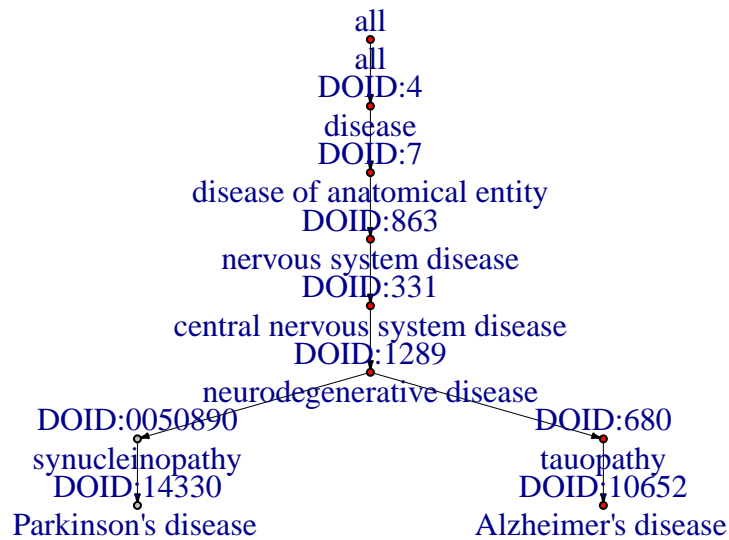 all
all
DOID:4
disease
DOID:7
disease of anatomical entity
DOID:863
nervous system disease
DOID:331
central nervous system disease
DOID:1289
neurodegenerative disease
DOID:0050890 DOID:680
synucleinopathy tauopathy
DOID:14330 DOID:10652
Parkinson's disease Alzheimer's disease